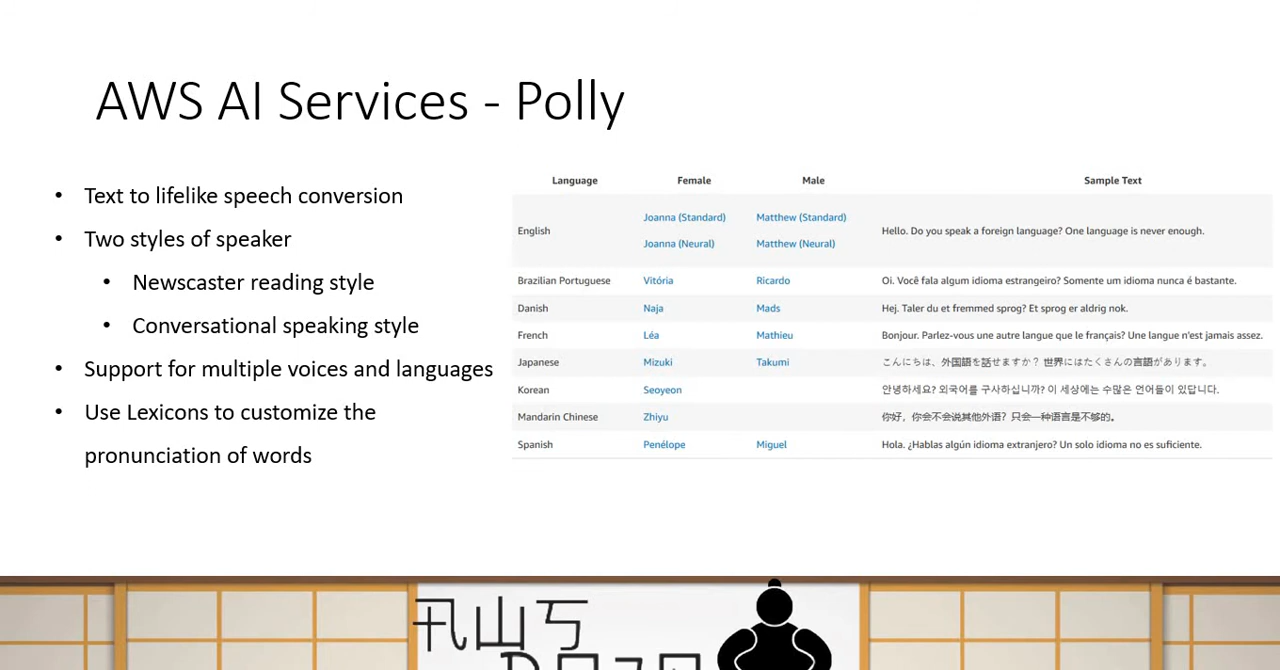 AWS AI Services - Polly
• Text to lifelike speech conversion
• Two styles of speaker
• Newscaster reading style
• Conversational speaking style
• Support for multiple voices and languages
• Use Lexicons to customize the
pronunciation of words
Language Female Male Sample Text
English Joanna (Standard) Matthew (Standard) Hello. Do you speak a foreign language? One language is never enough.
Joanna (Neural) Matthew (Neural)
Brazilian Portuguese Vitória Ricardo Oi. Você fala algum idioma estrangeiro? Somente um idioma nunca é bastante.
Danish Naja Mads Hej. Taler du et fremmed sprog? Et sprog er aldrig nok.
French Léa Mathieu Bonjour. Parlez-vous une autre langue que le français? Une langue n'est jamais assez.
Japanese Mizuki Takumi こんにちは、外国語を話せますか？ 世界にはたくさんの言語があります。
Korean Seoyeon 안녕하세요? 외국어를 구사하십니까? 이 세상에는 수많은 언어들이 있답니다.
Mandarin Chinese Zhiyu 你好，你会不会说其他外语？只会一种语言是不够的。
Spanish Penélope Miguel Hola. ¿Hablas algún idioma extranjero? Un solo idioma no es suficiente.